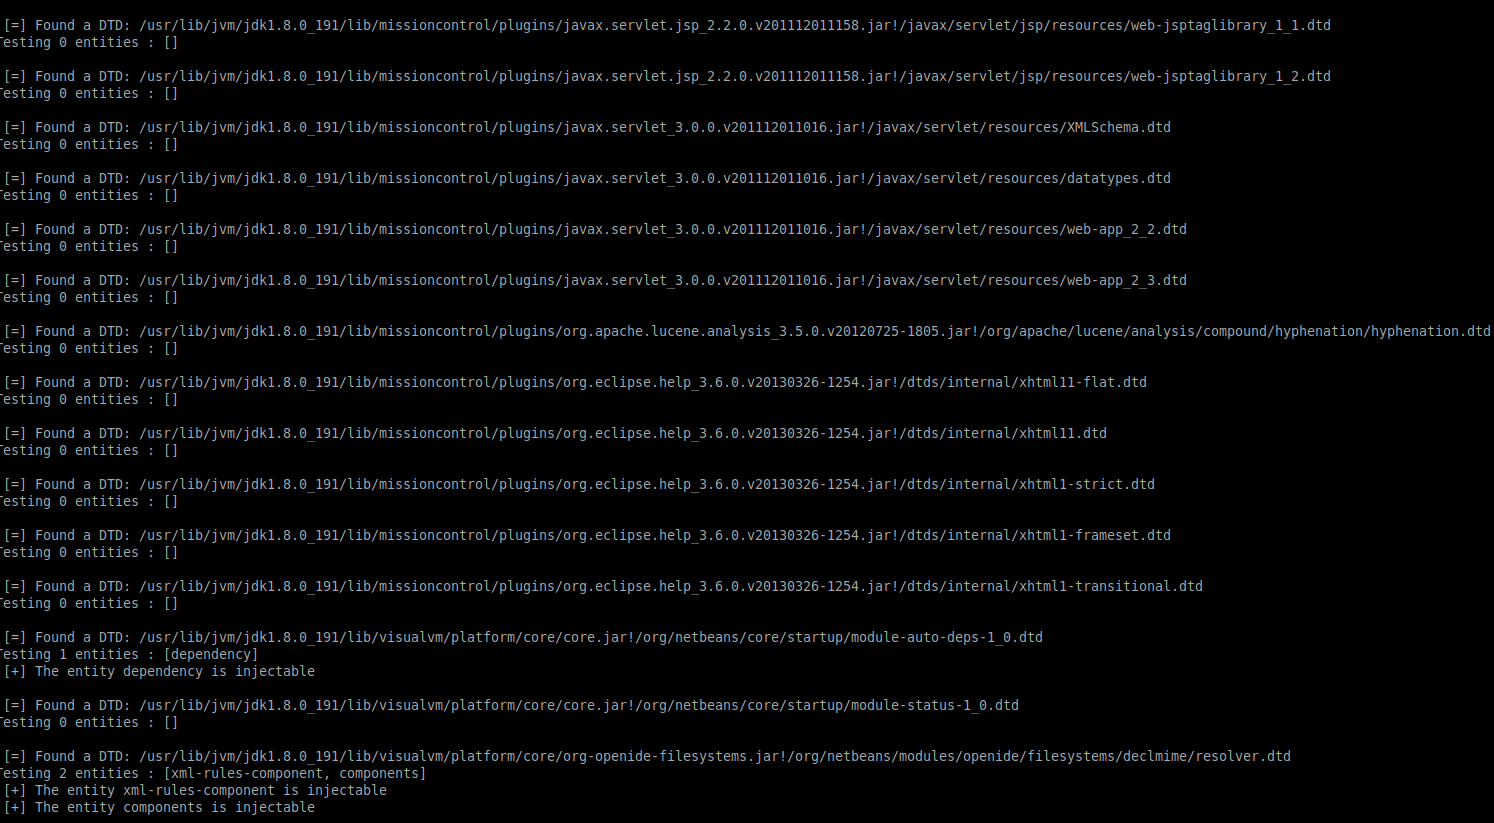 [=] Found a DTD: /usr/lib/jvm/jdk1.8.0_191/lib/missioncontrol/plugins/javax.servlet.jsp_2.2.0.v201112011158.jar!/javax/servlet/jsp/resources/web-jsptaglibrary_1_1.dtd
Testing 0 entities : []
[=] Found a DTD: /usr/lib/jvm/jdk1.8.0_191/lib/missioncontrol/plugins/javax.servlet.jsp_2.2.0.v201112011158.jar!/javax/servlet/jsp/resources/web-jsptaglibrary_1_2.dtd
Testing 0 entities : []
[=] Found a DTD: /usr/lib/jvm/jdk1.8.0_191/lib/missioncontrol/plugins/javax.servlet_3.0.0.v201112011016.jar!/javax/servlet/resources/XMLSchema.dtd
Testing 0 entities : []
[=] Found a DTD: /usr/lib/jvm/jdk1.8.0_191/lib/missioncontrol/plugins/javax.servlet_3.0.0.v201112011016.jar!/javax/servlet/resources/datatypes.dtd
Testing 0 entities : []
[=] Found a DTD: /usr/lib/jvm/jdk1.8.0_191/lib/missioncontrol/plugins/javax.servlet_3.0.0.v201112011016.jar!/javax/servlet/resources/web-app_2_2.dtd
Testing 0 entities : []
[=] Found a DTD: /usr/lib/jvm/jdk1.8.0_191/lib/missioncontrol/plugins/javax.servlet_3.0.0.v201112011016.jar!/javax/servlet/resources/web-app_2_3.dtd
Testing 0 entities : []
[=] Found a DTD: /usr/lib/jvm/jdk1.8.0_191/lib/missioncontrol/plugins/org.apache.lucene.analysis_3.5.0.v20120725-1805.jar!/org/apache/lucene/analysis/compound/hyphenation/hyphenation.dtd
Testing 0 entities : []
[=] Found a DTD: /usr/lib/jvm/jdk1.8.0_191/lib/missioncontrol/plugins/org.eclipse.help_3.6.0.v20130326-1254.jar!/dtds/internal/xhtml11-flat.dtd
Testing 0 entities : []
[=] Found a DTD: /usr/lib/jvm/jdk1.8.0_191/lib/missioncontrol/plugins/org.eclipse.help_3.6.0.v20130326-1254.jar!/dtds/internal/xhtml11.dtd
Testing 0 entities : []
[=] Found a DTD: /usr/lib/jvm/jdk1.8.0_191/lib/missioncontrol/plugins/org.eclipse.help_3.6.0.v20130326-1254.jar!/dtds/internal/xhtml1-strict.dtd
Testing 0 entities : []
[=] Found a DTD: /usr/lib/jvm/jdk1.8.0_191/lib/missioncontrol/plugins/org.eclipse.help_3.6.0.v20130326-1254.jar!/dtds/internal/xhtml1-frameset.dtd
Testing 0 entities : []
[=] Found a DTD: /usr/lib/jvm/jdk1.8.0_191/lib/missioncontrol/plugins/org.eclipse.help_3.6.0.v20130326-1254.jar!/dtds/internal/xhtml1-transitional.dtd
Testing 0 entities : []
[=] Found a DTD: /usr/lib/jvm/jdk1.8.0_191/lib/visualvm/platform/core/core.jar!/org/netbeans/core/startup/module-auto-deps-1_0.dtd
Testing 1 entities : [dependency]
[+] The entity dependency is injectable
[=] Found a DTD: /usr/lib/jvm/jdk1.8.0_191/lib/visualvm/platform/core/core.jar!/org/netbeans/core/startup/module-status-1_0.dtd
Testing 0 entities : []
[=] Found a DTD: /usr/lib/jvm/jdk1.8.0_191/lib/visualvm/platform/core/org-openide-filesystems.jar!/org/netbeans/modules/openide/filesystems/declmime/resolver.dtd
Testing 2 entities : [xml-rules-component, components]
[+] The entity xml-rules-component is injectable
[+] The entity components is injectable